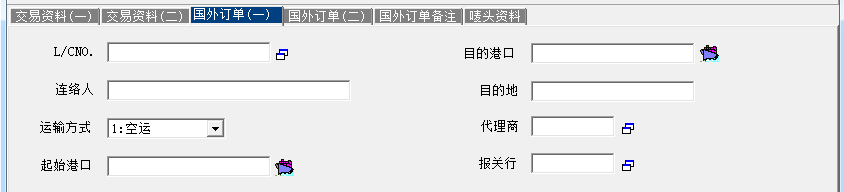 交易资料(一) 交易资料(二) 国外订单(一) 国外订单(二) 国外订单备注 唛头资料
L/CNO. 目的港口
连络人 目的地
运输方式 1:空运 代理商
起始港口 报关行